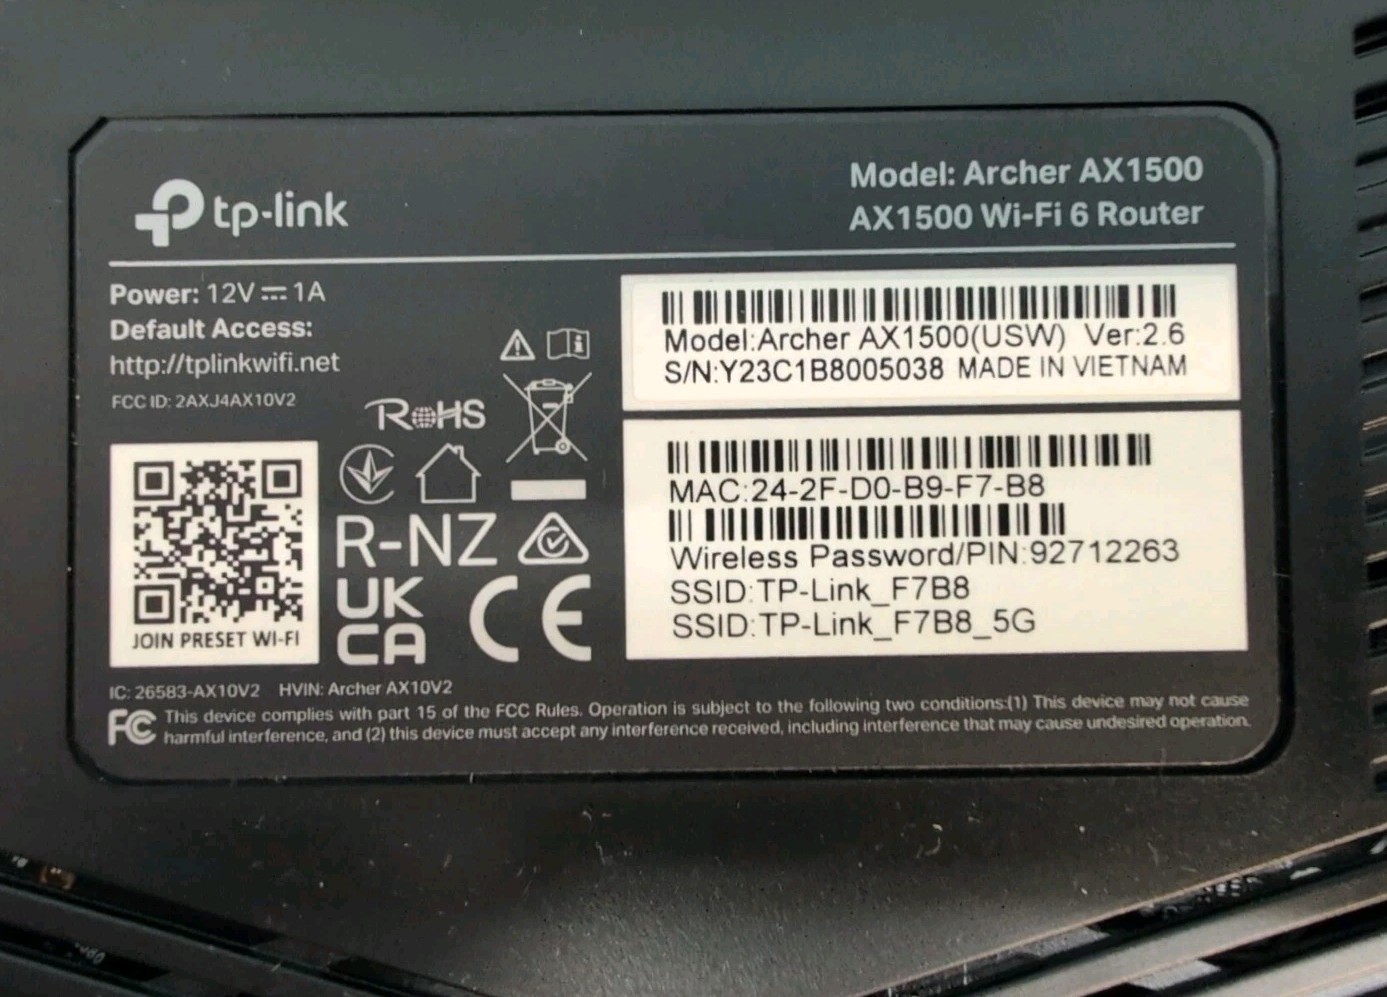 tp-link
Model: Archer AX1500
AX1500 Wi-Fi 6 Router
Power: 12V⎓1A
Default Access:
http://tplinkwifi.net
FCC ID: 2AXJ4AX10V2
RoHS
JOIN PRESET WI-FI
R-NZ
UK
CA
CE
Model:Archer AX1500(USW) Ver:2.6
S/N:Y23C1B8005038 MADE IN VIETNAM
MAC:24-2F-D0-B9-F7-B8
Wireless Password/PIN:92712263
SSID:TP-Link_F7B8
SSID:TP-Link_F7B8_5G
IC: 26583-AX10V2 HVIN: Archer AX10V2
FC This device complies with part 15 of the FCC Rules. Operation is subject to the following two conditions:(1) This device may not cause
harmful interference, and (2) this device must accept any interference received, including interference that may cause undesired operation.